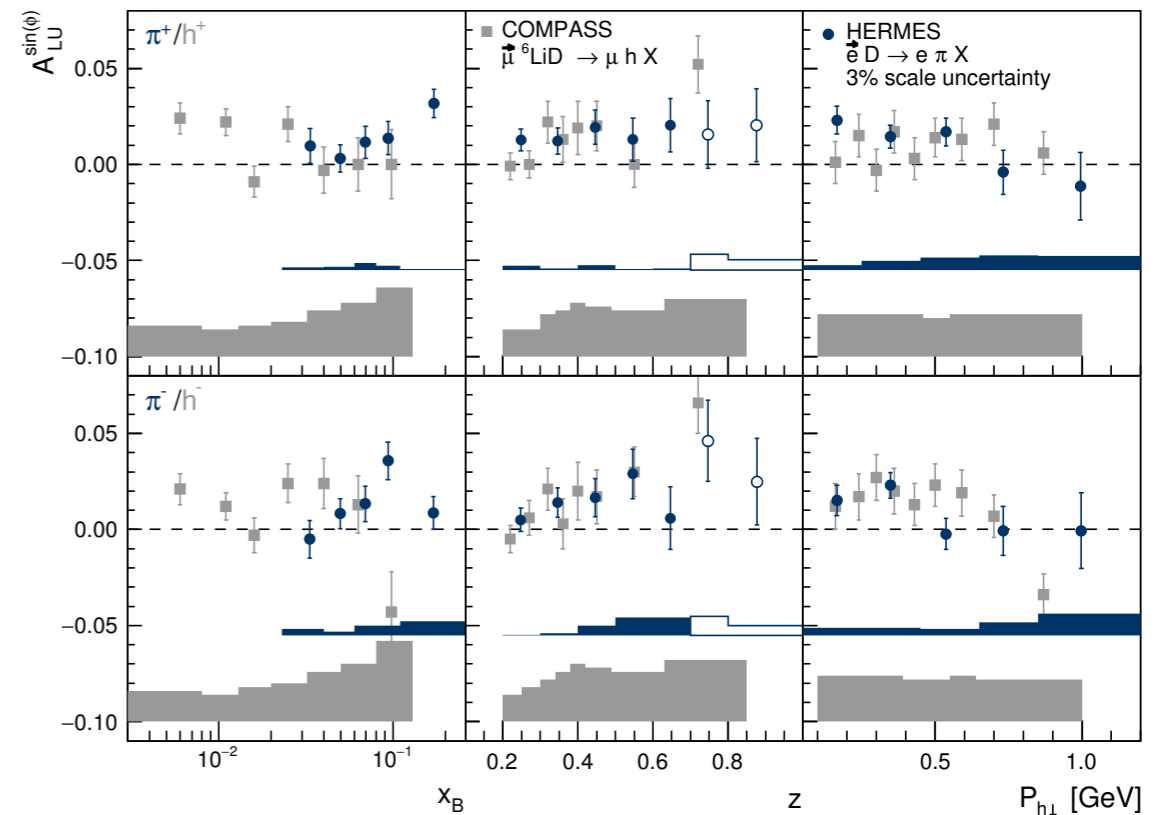 A_LU^sin(ϕ)
π⁺/h⁺
COMPASS
μ⃗ ⁶LiD → μ h X
HERMES
e⃗ D → e π X
3% scale uncertainty
0.05
0.00
−0.05
−0.10
π⁻/h⁻
0.05
0.00
−0.05
−0.10
10⁻² 10⁻¹ 0.2 0.4 0.6 0.8 0.5 1.0
x_B z P_h⊥ [GeV]